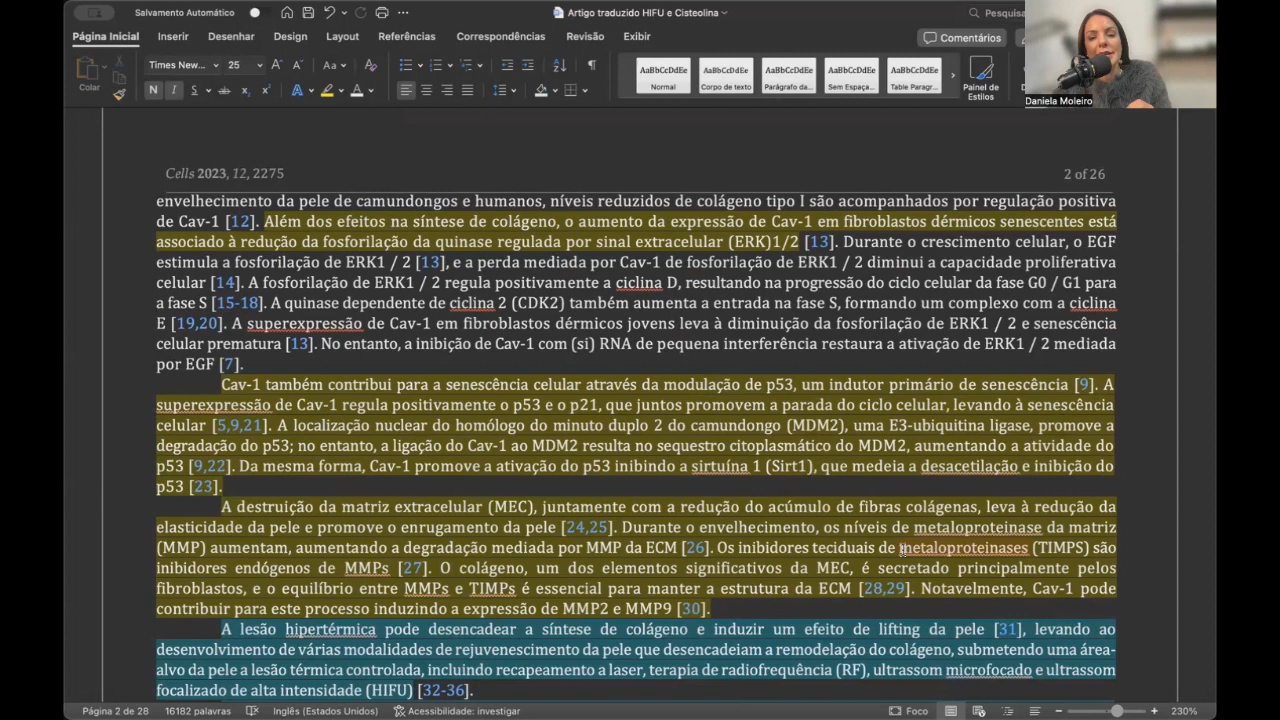 Salvamento Automático
Artigo traduzido HIFU e Cisteolina
Pesquisa
Página Inicial Inserir Desenhar Design Layout Referências Correspondências Revisão Exibir
Comentários
Colar
Times New... 25
AaBbCcDdEe AaBbCcDdEe AaBbCcDdEe AaBbCcDdEe AaBbCcDdEe
Normal Corpo de texto Parágrafo da... Sem Espaça... Table Paragr...
Painel de
Estilos
Daniela Moleiro
Cells 2023, 12, 2275 2 of 26
envelhecimento da pele de camundongos e humanos, níveis reduzidos de colágeno tipo I são acompanhados por regulação positiva
de Cav-1 [12]. Além dos efeitos na síntese de colágeno, o aumento da expressão de Cav-1 em fibroblastos dérmicos senescentes está
associado à redução da fosforilação da quinase regulada por sinal extracelular (ERK)1/2 [13]. Durante o crescimento celular, o EGF
estimula a fosforilação de ERK1 / 2 [13], e a perda mediada por Cav-1 de fosforilação de ERK1 / 2 diminui a capacidade proliferativa
celular [14]. A fosforilação de ERK1 / 2 regula positivamente a ciclina D, resultando na progressão do ciclo celular da fase G0 / G1 para
a fase S [15-18]. A quinase dependente de ciclina 2 (CDK2) também aumenta a entrada na fase S, formando um complexo com a ciclina
E [19,20]. A superexpressão de Cav-1 em fibroblastos dérmicos jovens leva à diminuição da fosforilação de ERK1 / 2 e senescência
celular prematura [13]. No entanto, a inibição de Cav-1 com (si) RNA de pequena interferência restaura a ativação de ERK1 / 2 mediada
por EGF [7].
Cav-1 também contribui para a senescência celular através da modulação de p53, um indutor primário de senescência [9]. A
superexpressão de Cav-1 regula positivamente o p53 e o p21, que juntos promovem a parada do ciclo celular, levando à senescência
celular [5,9,21]. A localização nuclear do homólogo do minuto duplo 2 do camundongo (MDM2), uma E3-ubiquitina ligase, promove a
degradação do p53; no entanto, a ligação do Cav-1 ao MDM2 resulta no sequestro citoplasmático do MDM2, aumentando a atividade do
p53 [9,22]. Da mesma forma, Cav-1 promove a ativação do p53 inibindo a sirtuína 1 (Sirt1), que medeia a desacetilação e inibição do
p53 [23].
A destruição da matriz extracelular (MEC), juntamente com a redução do acúmulo de fibras colágenas, leva à redução da
elasticidade da pele e promove o enrugamento da pele [24,25]. Durante o envelhecimento, os níveis de metaloproteinase da matriz
(MMP) aumentam, aumentando a degradação mediada por MMP da ECM [26]. Os inibidores teciduais de metaloproteinases (TIMPS) são
inibidores endógenos de MMPs [27]. O colágeno, um dos elementos significativos da MEC, é secretado principalmente pelos
fibroblastos, e o equilíbrio entre MMPs e TIMPs é essencial para manter a estrutura da ECM [28,29]. Notavelmente, Cav-1 pode
contribuir para este processo induzindo a expressão de MMP2 e MMP9 [30].
A lesão hipertérmica pode desencadear a síntese de colágeno e induzir um efeito de lifting da pele [31], levando ao
desenvolvimento de várias modalidades de rejuvenescimento da pele que desencadeiam a remodelação do colágeno, submetendo uma área-
alvo da pele a lesão térmica controlada, incluindo recapeamento a laser, terapia de radiofrequência (RF), ultrassom microfocado e ultrassom
focalizado de alta intensidade (HIFU) [32-36].
Página 2 de 28 16182 palavras Inglês (Estados Unidos) Acessibilidade: investigar Foco 230%